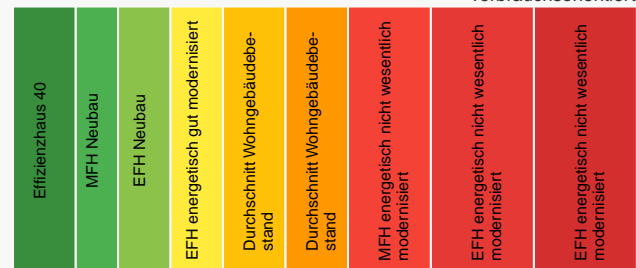 Effizienzhaus 40
MFH Neubau
EFH Neubau
EFH energetisch gut modernisiert
Durchschnitt Wohngebäudebe-
stand
Durchschnitt Wohngebäudebe-
stand
MFH energetisch nicht wesentlich
modernisiert
EFH energetisch nicht wesentlich
modernisiert
EFH energetisch nicht wesentlich
modernisiert